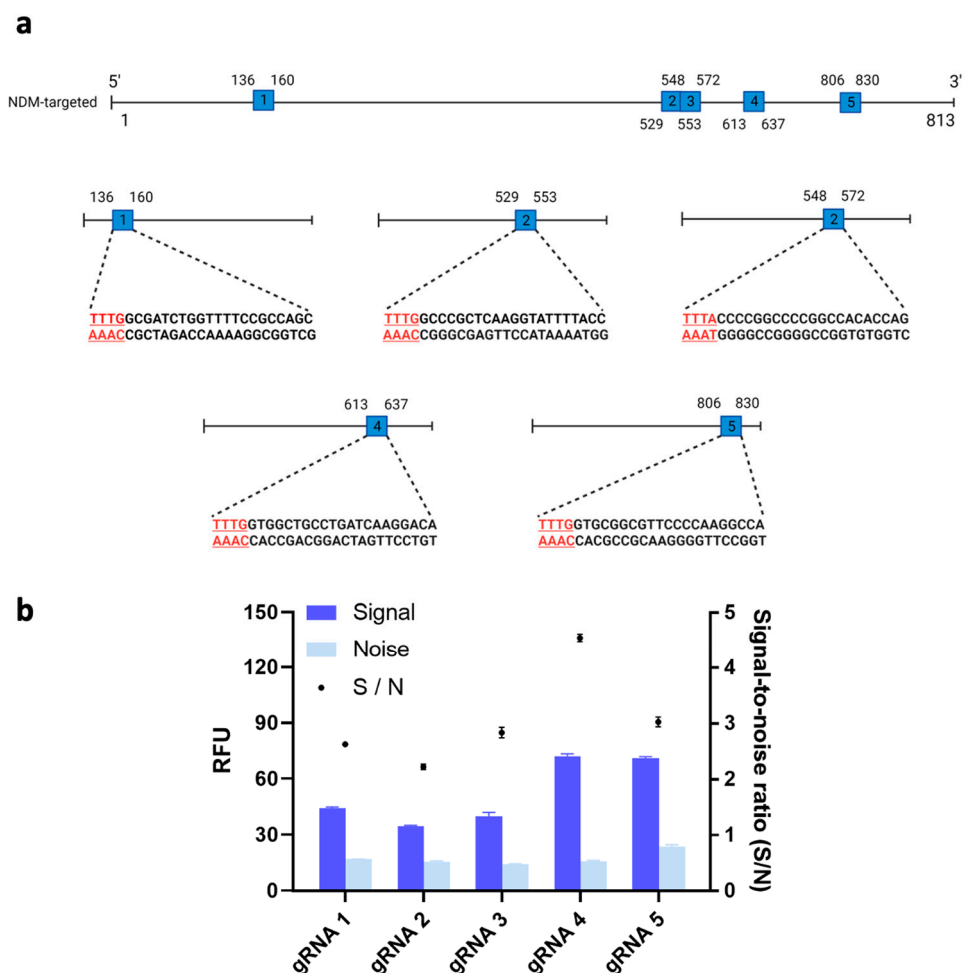 a
5' 136 160 548 572 806 830 3'
NDM-targeted 1 2 3 4 5
1 529 553 613 637 813
136 160 529 553 548 572
1 2 2
TTTGGCGATCTGGTTTTCCGCCAGC TTTGGCCCGCTCAAGGTATTTTACC TTTACCCCGGCCCCGGCCACACCAG
AAACCGCTAGACCAAAAGGCGGTCG AAACCGGGCGAGTTCCATAAAATGG AAATGGGGCCGGGGCCGGTGTGGTC
613 637 806 830
4 5
TTTGGTGGCTGCCTGATCAAGGACA TTTGGTGCGGCGTTCCCCAAGGCCA
AAACCACCGACGGACTAGTTCCTGT AAACCACGCCGCAAGGGGTTCCGGT
b
150 Signal 5
Noise
120 S / N 4
90 3
60 2
30 1
0 0
RFU
Signal-to-noise ratio (S/N)
gRNA 1 gRNA 2 gRNA 3 gRNA 4 gRNA 5